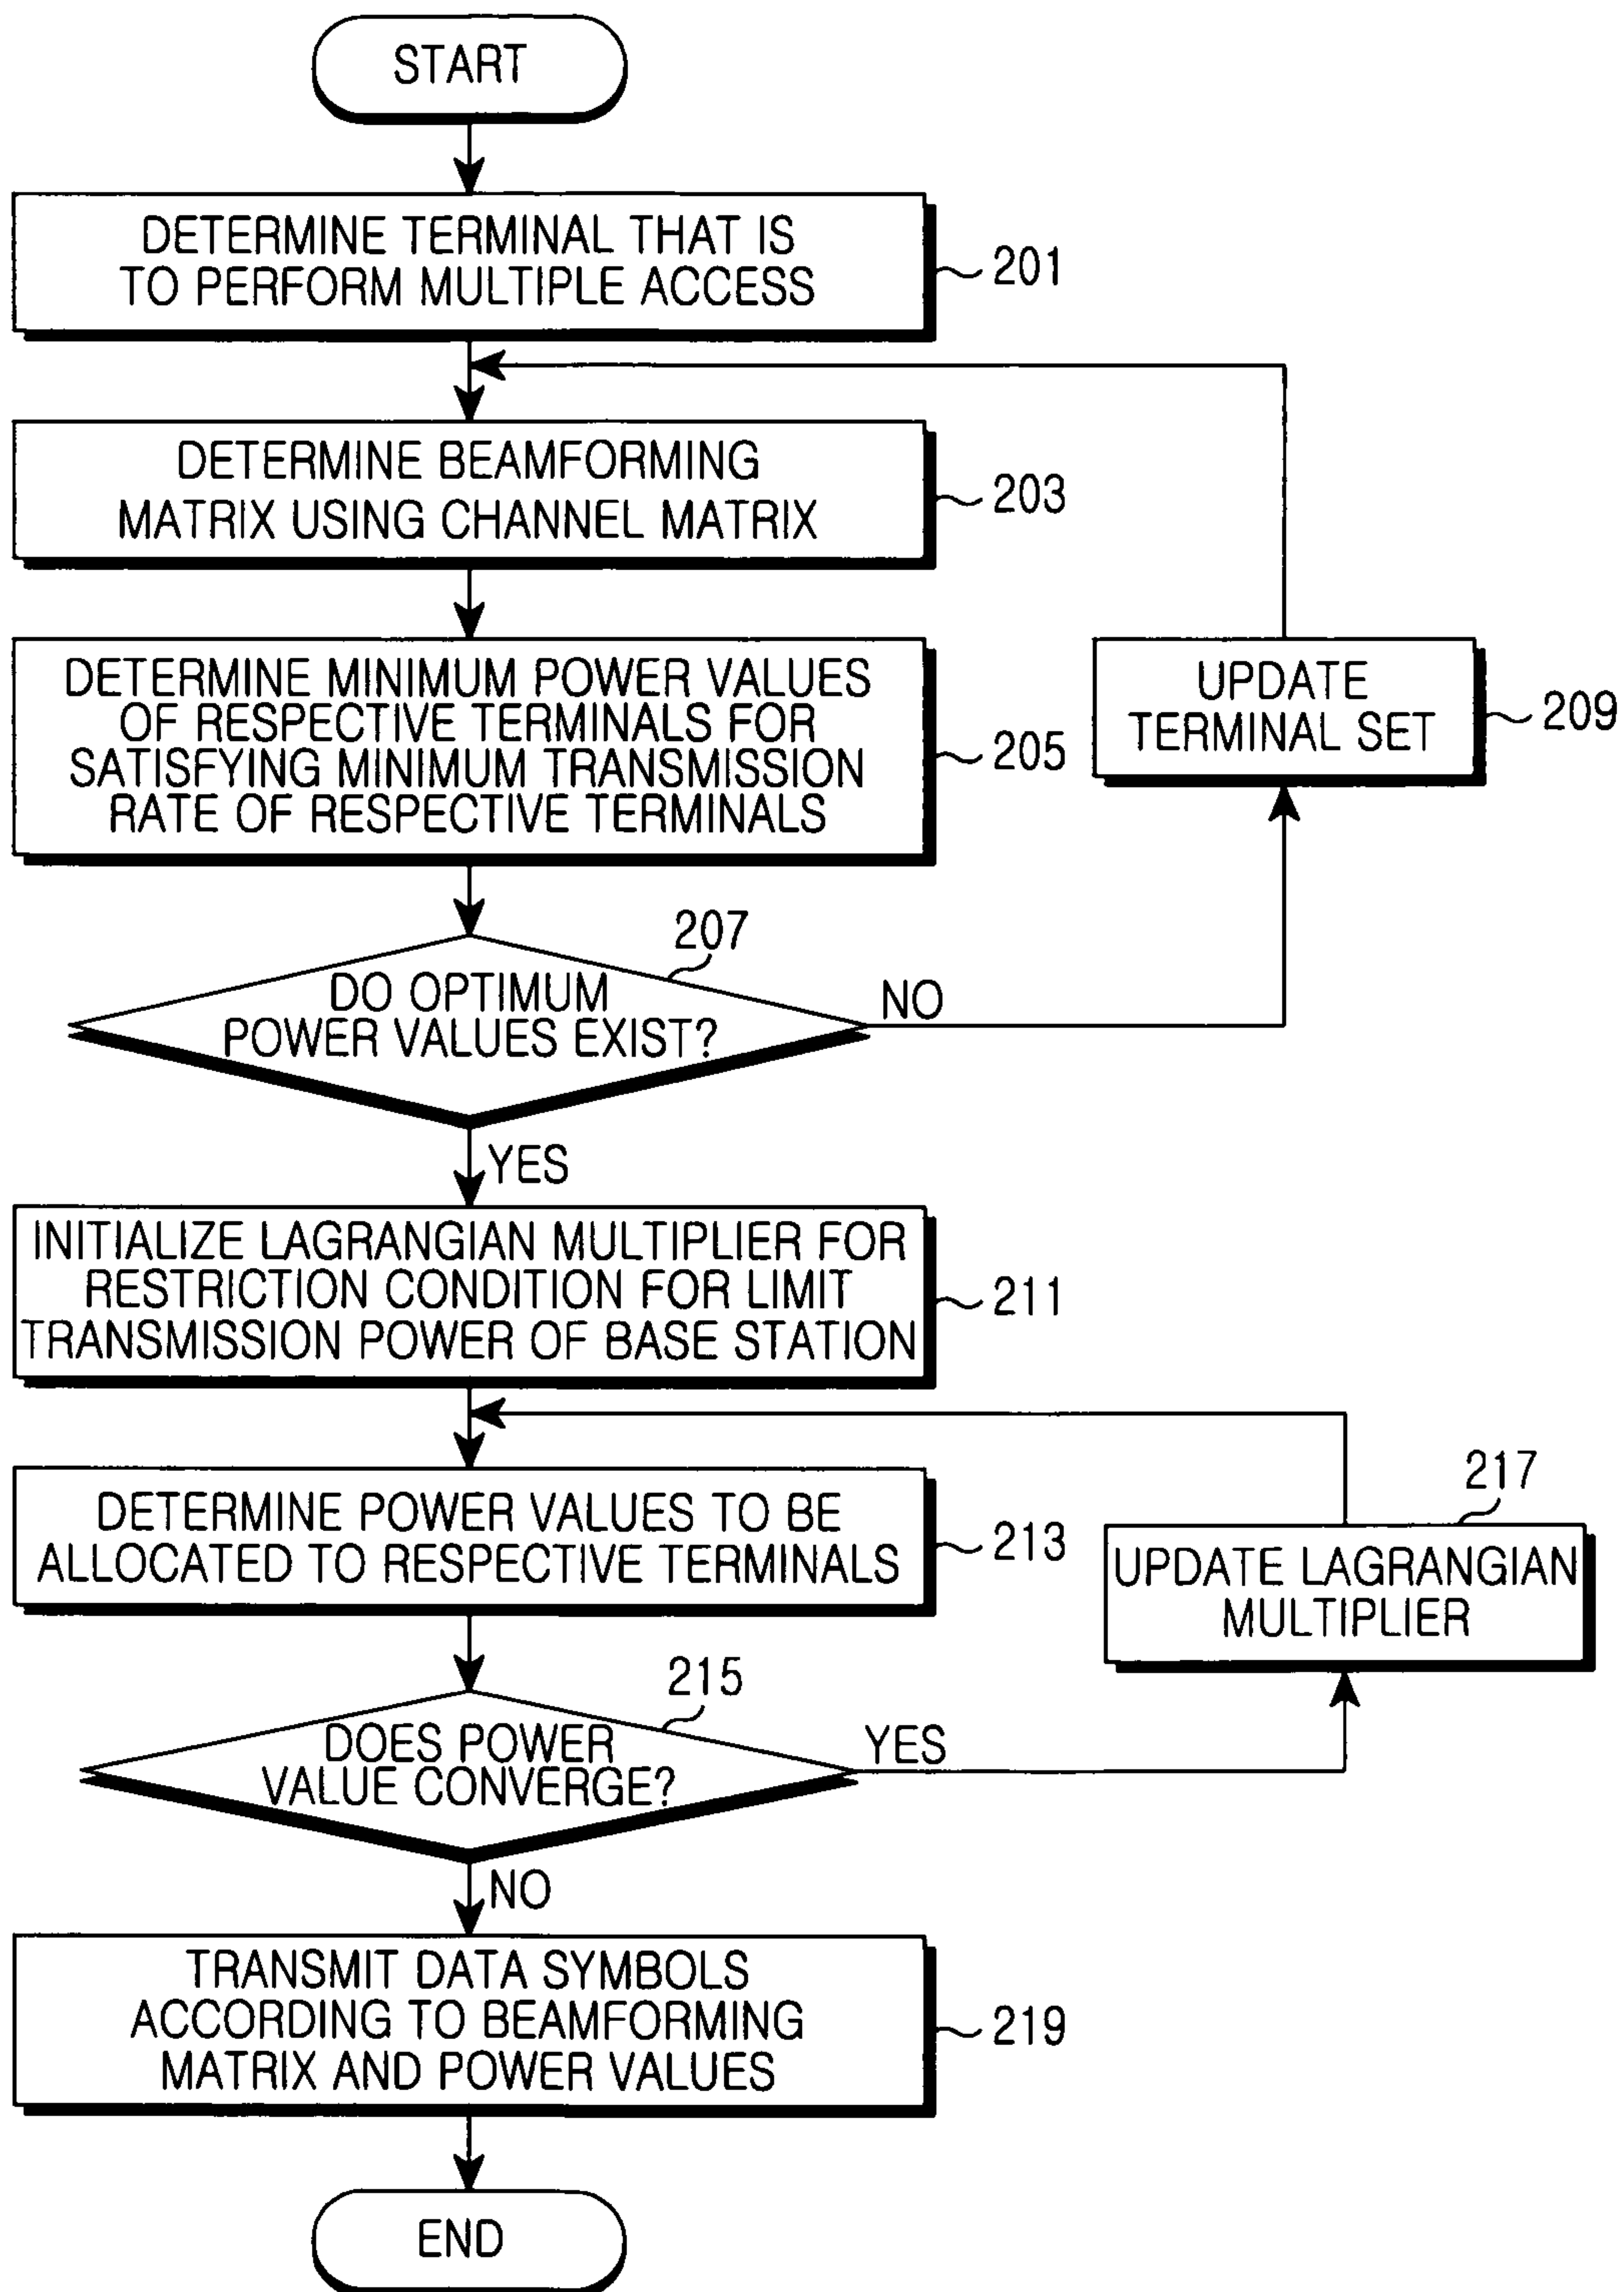 START
DETERMINE TERMINAL THAT IS
TO PERFORM MULTIPLE ACCESS
201
DETERMINE BEAMFORMING
MATRIX USING CHANNEL MATRIX
203
DETERMINE MINIMUM POWER VALUES
OF RESPECTIVE TERMINALS FOR
SATISFYING MINIMUM TRANSMISSION
RATE OF RESPECTIVE TERMINALS
205
UPDATE
TERMINAL SET
209
207
DO OPTIMUM
POWER VALUES EXIST?
NO
YES
INITIALIZE LAGRANGIAN MULTIPLIER FOR
RESTRICTION CONDITION FOR LIMIT
TRANSMISSION POWER OF BASE STATION
211
DETERMINE POWER VALUES TO BE
ALLOCATED TO RESPECTIVE TERMINALS
213
217
UPDATE LAGRANGIAN
MULTIPLIER
215
DOES POWER
VALUE CONVERGE?
YES
NO
TRANSMIT DATA SYMBOLS
ACCORDING TO BEAMFORMING
MATRIX AND POWER VALUES
219
END